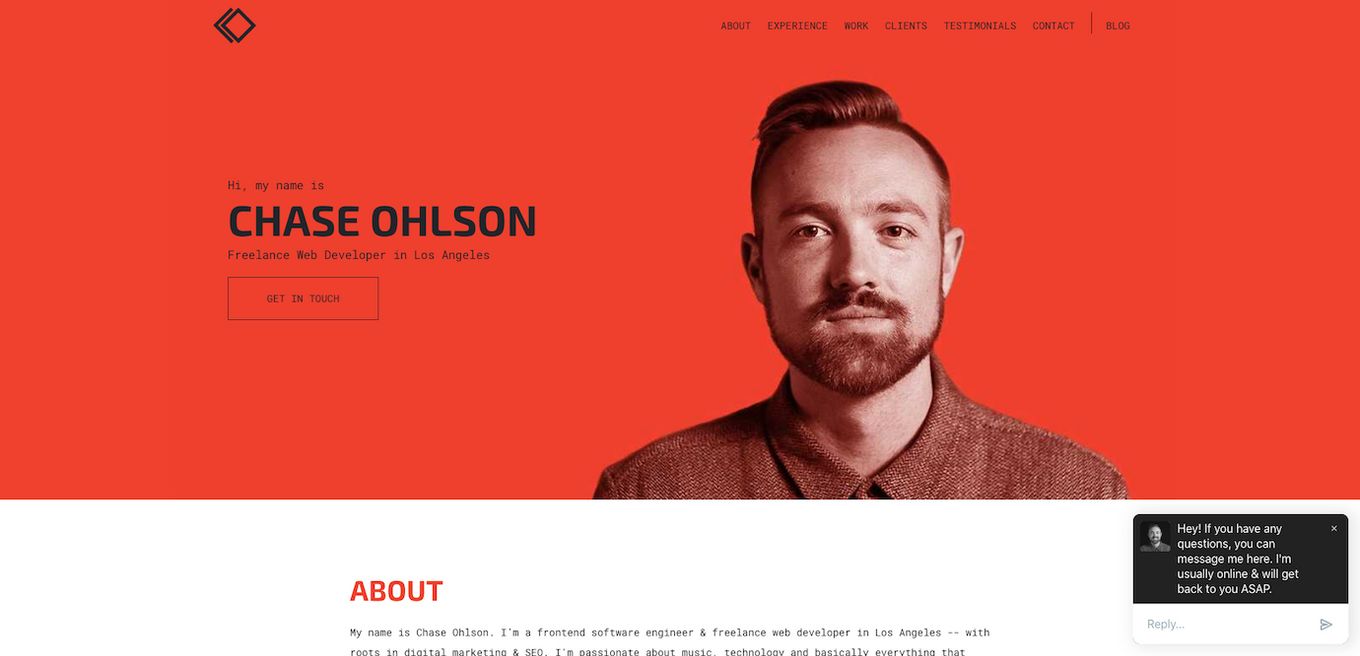 ABOUT EXPERIENCE WORK CLIENTS TESTIMONIALS CONTACT BLOG
Hi, my name is
CHASE OHLSON
Freelance Web Developer in Los Angeles
GET IN TOUCH
ABOUT
My name is Chase Ohlson. I'm a frontend software engineer & freelance web developer in Los Angeles -- with
roots in digital marketing & SEO. I'm passionate about music, technology and basically everything that
Hey! If you have any
questions, you can
message me here. I'm
usually online & will get
back to you ASAP.
Reply...